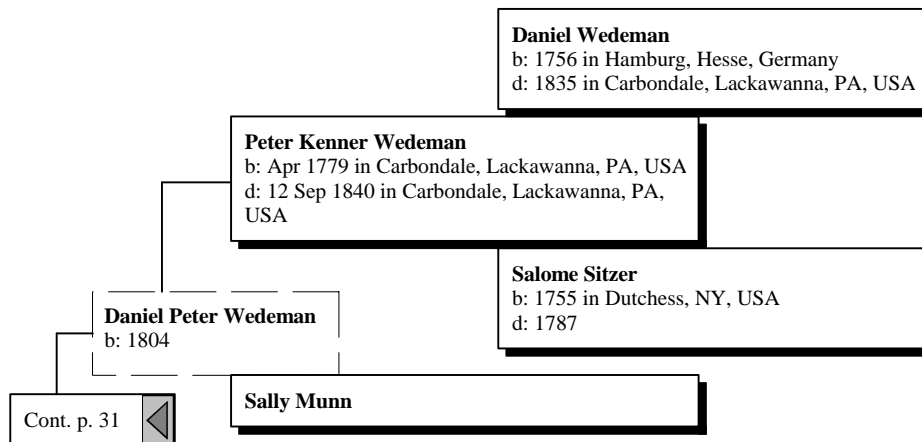 Daniel Wedeman
b: 1756 in Hamburg, Hesse, Germany
d: 1835 in Carbondale, Lackawanna, PA, USA
Peter Kenner Wedeman
b: Apr 1779 in Carbondale, Lackawanna, PA, USA
d: 12 Sep 1840 in Carbondale, Lackawanna, PA,
USA
Salome Sitzer
b: 1755 in Dutchess, NY, USA
d: 1787
Daniel Peter Wedeman
b: 1804
Sally Munn
Cont. p. 31